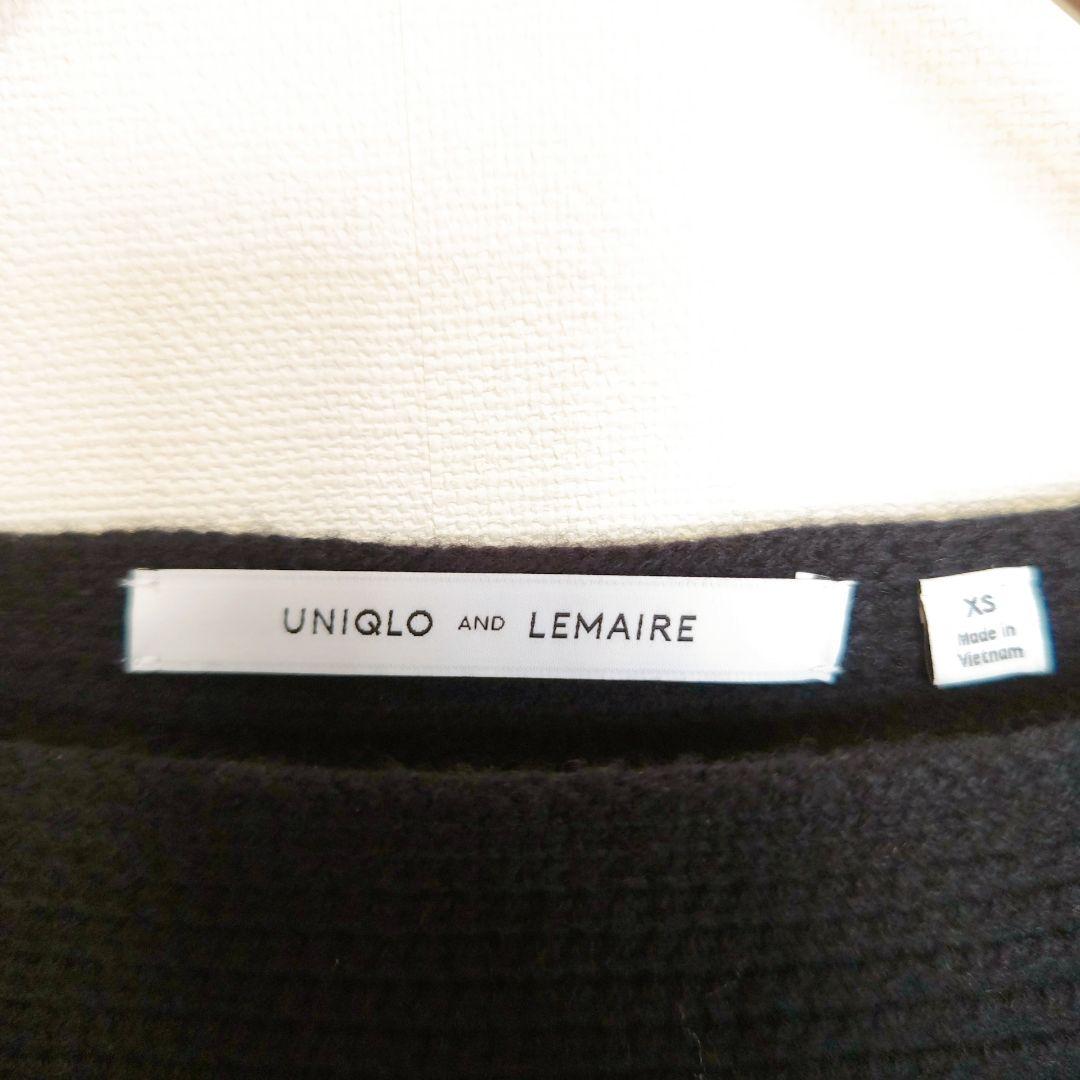 UNIQLO AND LEMAIRE
XS
Made in
Vietnam